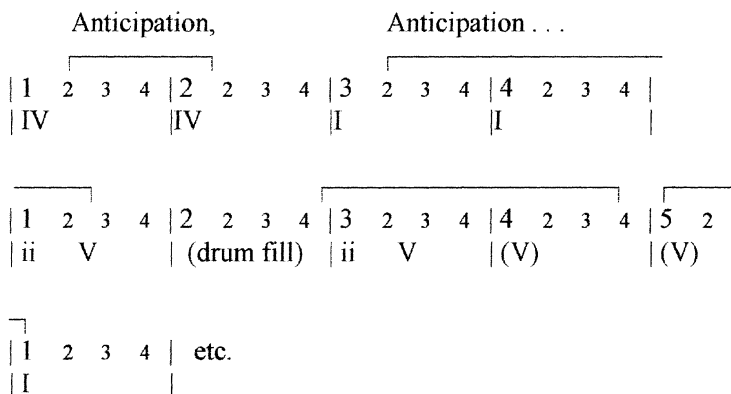 Anticipation, Anticipation . . .
| 1 2 3 4 | 2 2 3 4 | 3 2 3 4 | 4 2 3 4 |
| IV |IV |I |I |
| 1 2 3 4 | 2 2 3 4 | 3 2 3 4 | 4 2 3 4 | 5 2
| ii V | (drum fill) | ii V | (V) | (V)
| 1 2 3 4 | etc.
| I |